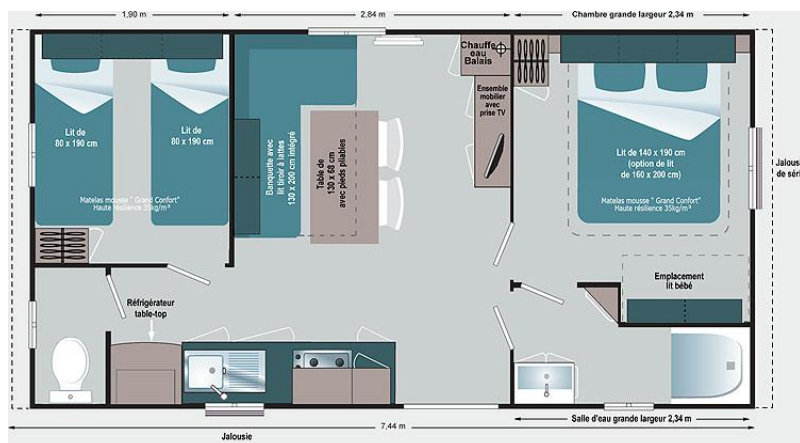 1,90 m
2,84 m
Chambre grande largeur 2,34 m
Lit de
80 x 190 cm
Lit de
80 x 190 cm
Matelas mousse " Grand Confort"
Haute résilience 35kg/m³
Banquette avec
lit tiroir à lattes
130 x 200 cm intégré
Table de
130 x 68 cm
avec pieds pliables
Chauffe
eau
Balais
Ensemble
mobilier
avec
prise TV
Lit de 140 x 190 cm
(option de lit
de 160 x 200 cm)
Matelas mousse " Grand Confort"
Haute résilience 35kg/m³
Jalous
de séri
Emplacement
lit bébé
Réfrigérateur
table-top
Salle d'eau grande largeur 2,34 m
7,44 m
Jalousie